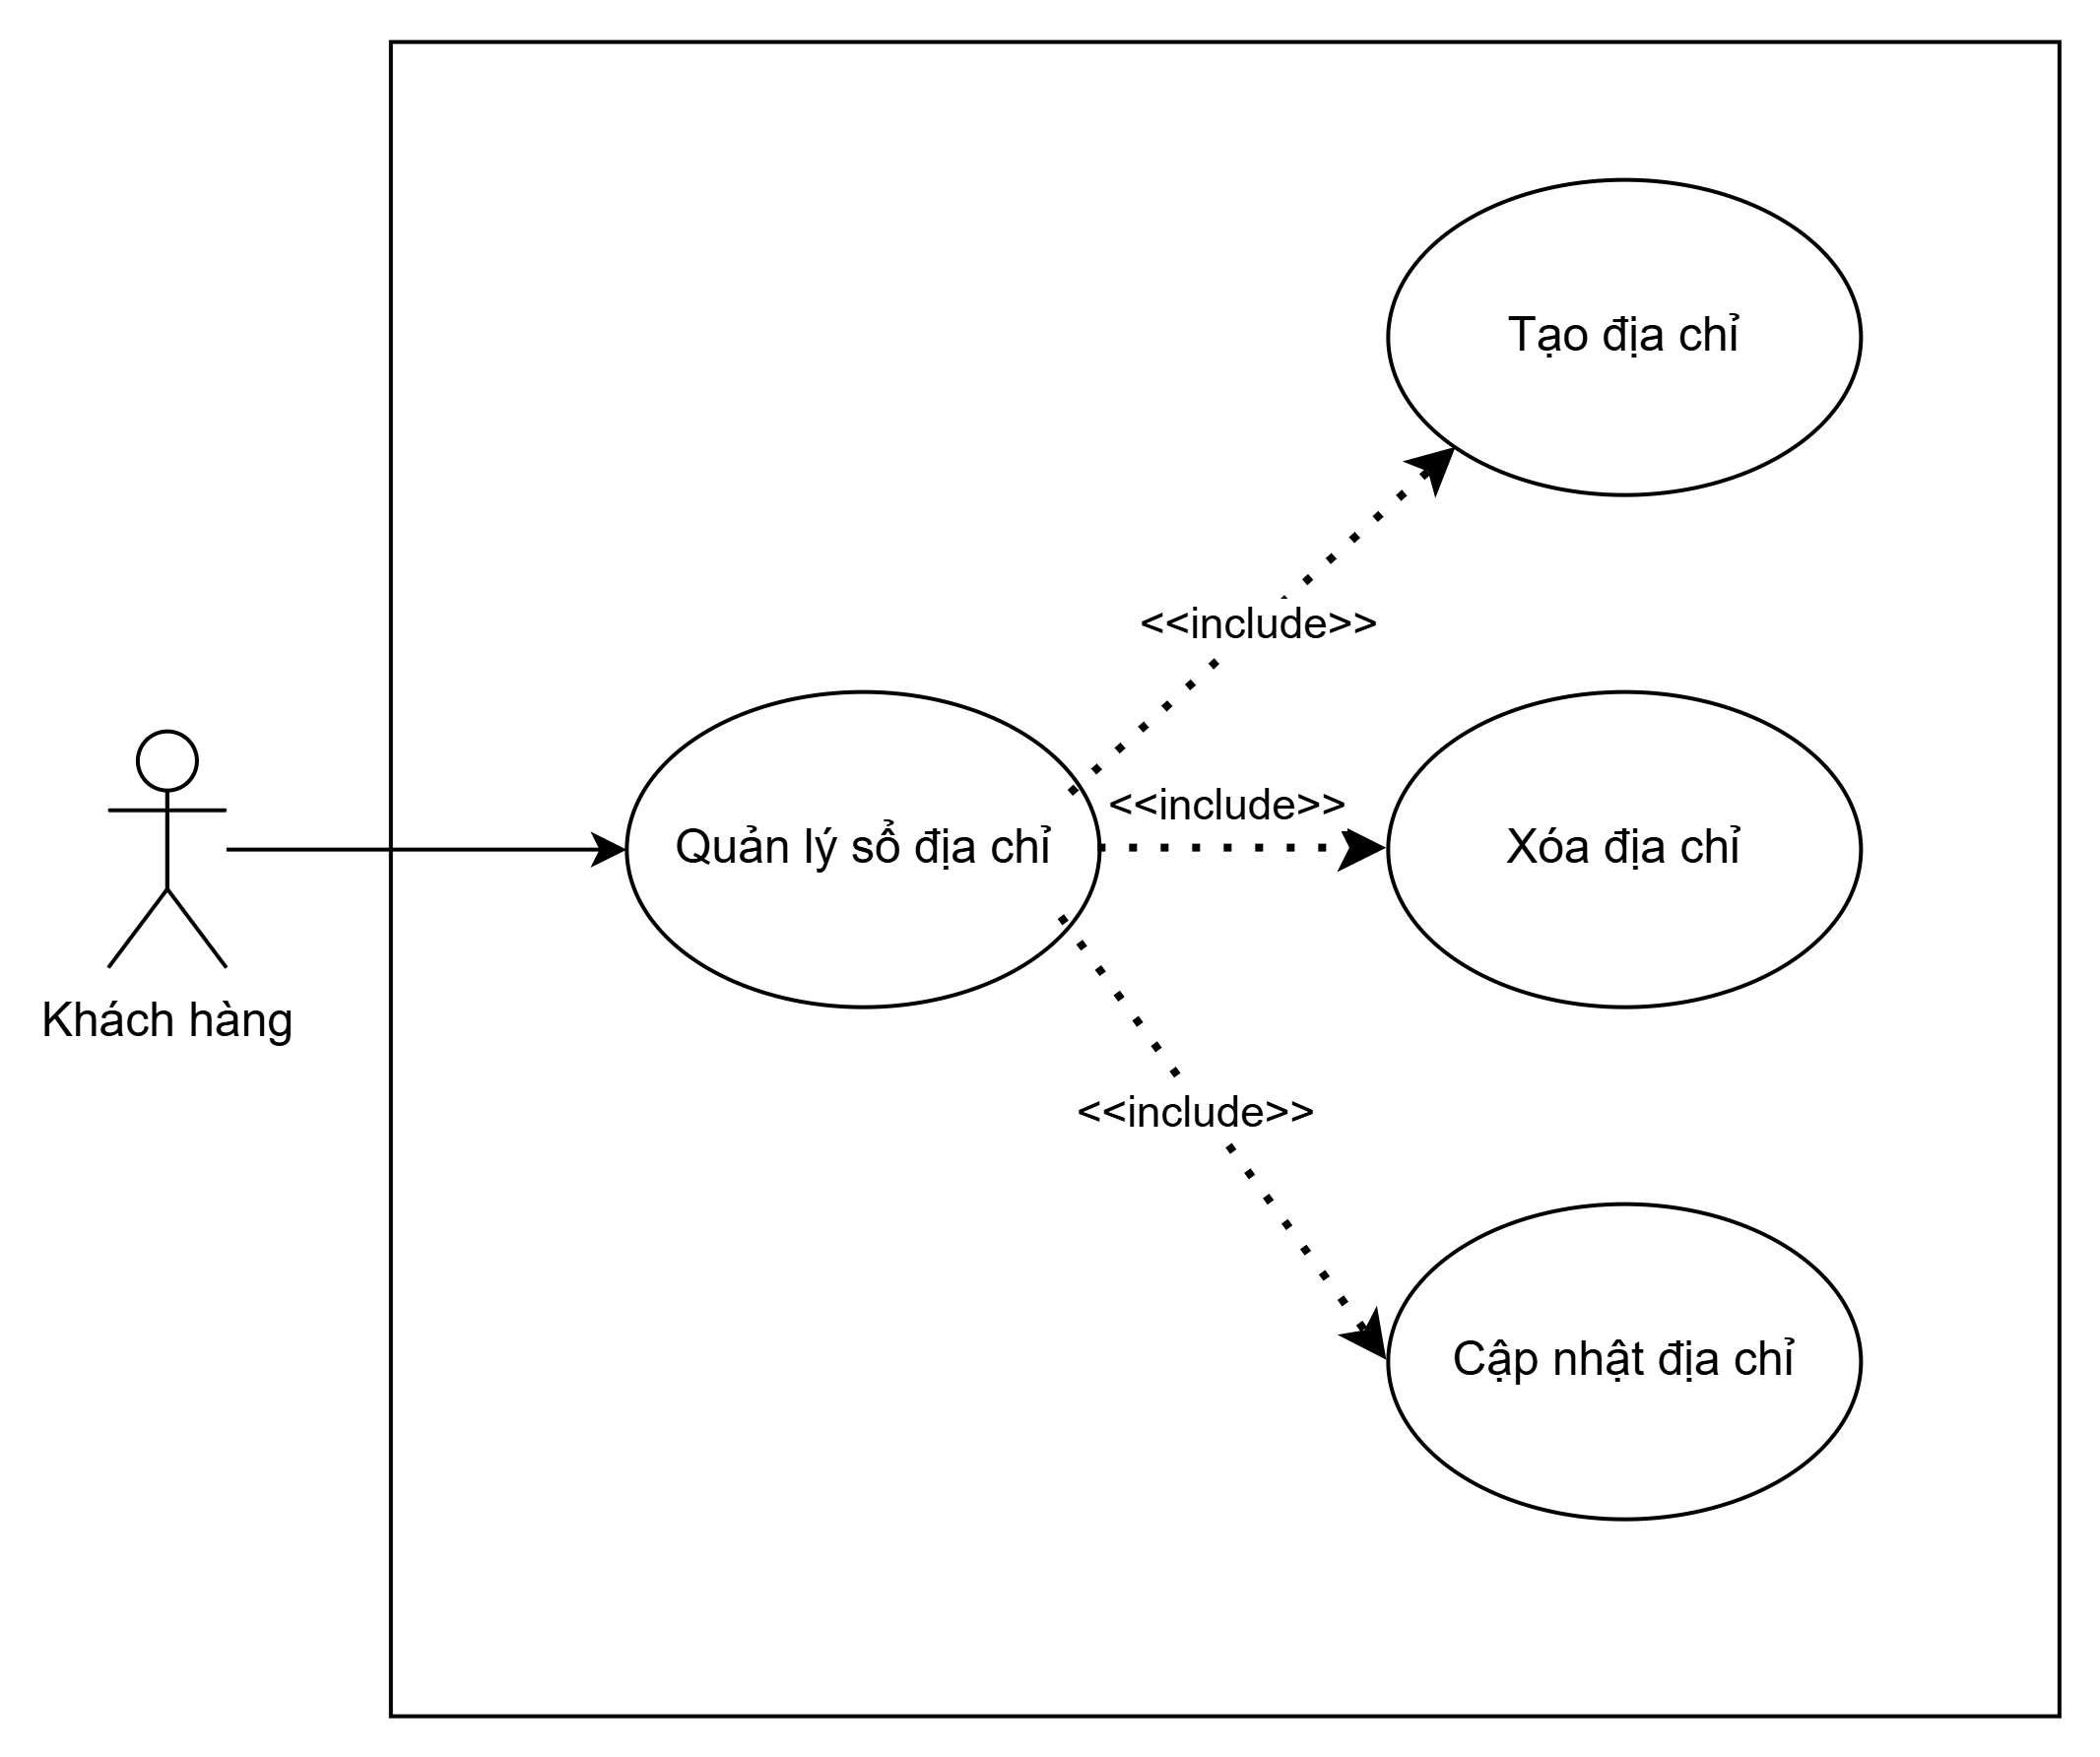 Tạo địa chỉ
<<include>>
<<include>>
Quản lý sổ địa chỉ
Xóa địa chỉ
Khách hàng
<<include>>
Cập nhật địa chỉ